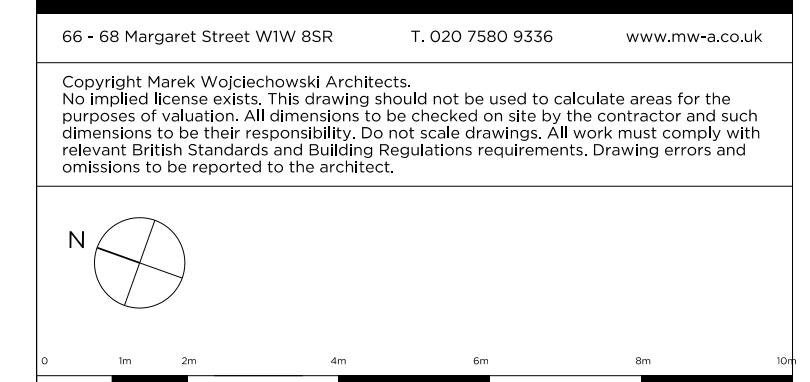 66 - 68 Margaret Street W1W 8SR T. 020 7580 9336 www.mw-a.co.uk
Copyright Marek Wojciechowski Architects.
No implied license exists. This drawing should not be used to calculate areas for the
purposes of valuation. All dimensions to be checked on site by the contractor and such
dimensions to be their responsibility. Do not scale drawings. All work must comply with
relevant British Standards and Building Regulations requirements. Drawing errors and
omissions to be reported to the architect.
N
0 1m 2m 4m 6m 8m 10m